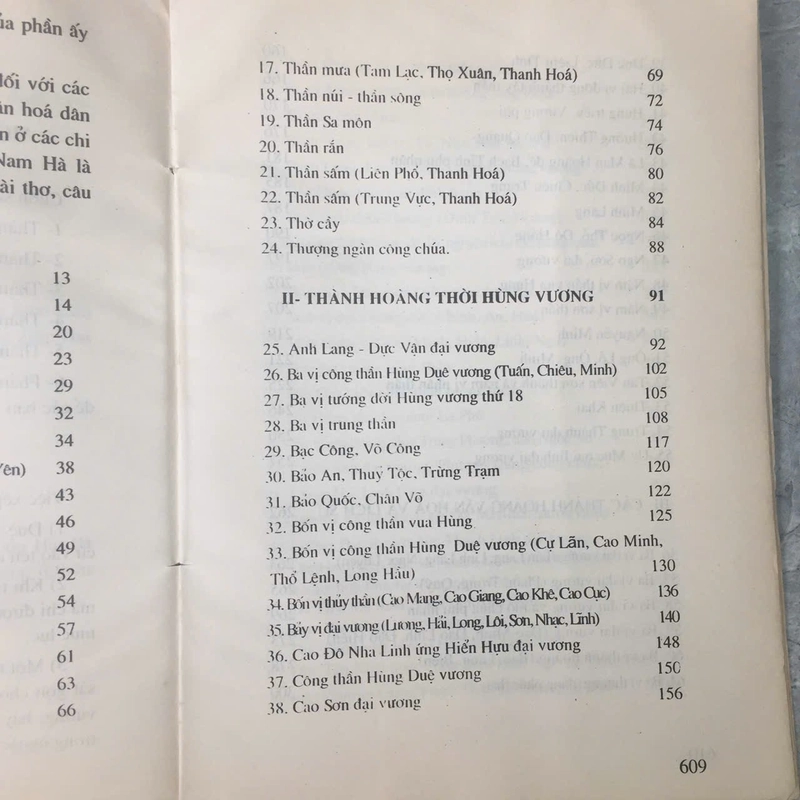 ủa phần ấy
đối với các
ăn hoá dân
n ở các chi
Nam Hà là
ài thơ, câu
13
14
20
23
29
32
34
Yên) 38
43
46
49
52
54
57
61
63
66
17. Thần mưa (Tam Lạc, Thọ Xuân, Thanh Hoá) 69
18. Thần núi - thần sông 72
19. Thần Sa môn 74
20. Thần rắn 76
21. Thần sấm (Liên Phố, Thanh Hoá) 80
22. Thần sấm (Trung Vực, Thanh Hoá) 82
23. Thờ cầy 84
24. Thượng ngàn công chúa. 88
II- THÀNH HOÀNG THỜI HÙNG VƯƠNG 91
25. Anh Lang - Dực Vận đại vương 92
26. Ba vị công thần Hùng Duê vương (Tuấn, Chiêu, Minh) 102
27. Ba vị tướng dời Hùng vương thứ 18 105
28. Ba vị trung thần 108
29. Bạc Công, Võ Công 117
30. Bảo An, Thuỷ Tộc, Trừng Trạm 120
31. Bảo Quốc, Chân Võ 122
32. Bốn vị công thần vua Hùng 125
33. Bốn vị công thần Hùng Duệ vương (Cự Lãn, Cao Minh,
Thổ Lệnh, Long Hầu) 130
34. Bốn vị thủy thần (Cao Mang, Cao Giang, Cao Khê, Cao Cục) 136
35. Bảy vị đại vương (Lương, Hải, Long, Lôi, Sơn, Nhạc, Lĩnh) 140
36. Cao Đô Nha Linh ứng Hiển Hựu đại vương 148
37. Công thần Hùng Duệ vương 150
38. Cao Sơn đại vương 156
609